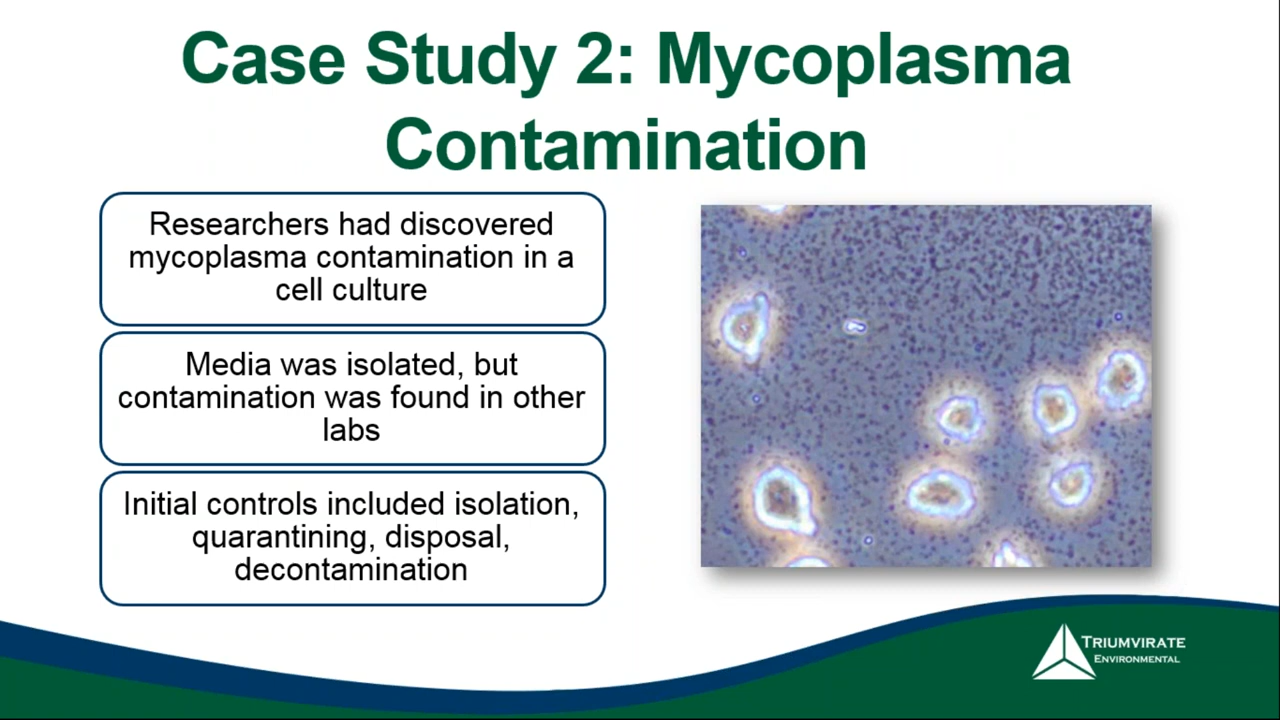 Case Study 2: Mycoplasma
Contamination
Researchers had discovered
mycoplasma contamination in a
cell culture
Media was isolated, but
contamination was found in other
labs
Initial controls included isolation,
quarantining, disposal,
decontamination
TRIUMVIRATE
ENVIRONMENTAL